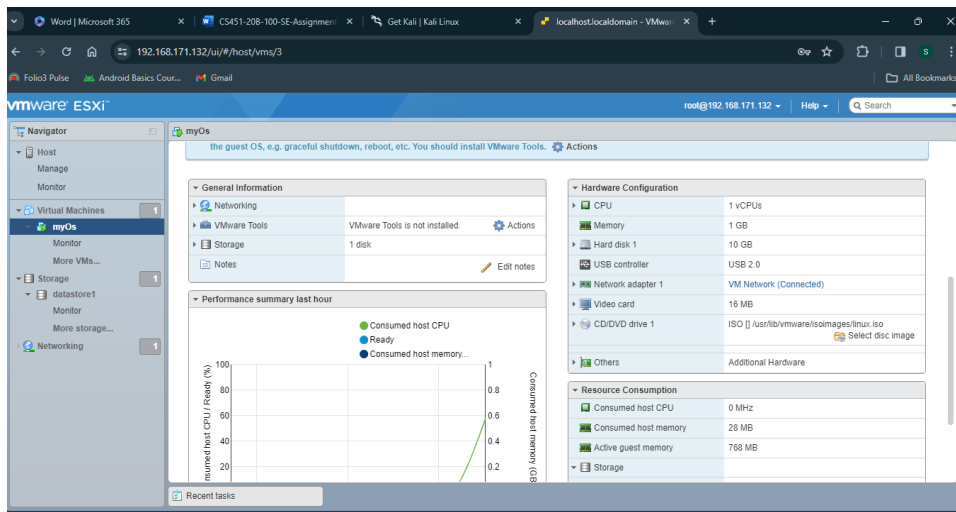 Word | Microsoft 365
CS451-20B-100-SE-Assignment
Get Kali | Kali Linux
localhost.localdomain - VMwar
192.168.171.132/ui/#/host/vms/3
Folio3 Pulse
Android Basics Cour...
Gmail
All Bookmarks
vmware ESXi
root@192.168.171.132
Help
Search
Navigator
Host
Manage
Monitor
Virtual Machines 1
myOs
Monitor
More VMs...
Storage 1
datastore1
Monitor
More storage...
Networking 1
myOs
the guest OS, e.g. graceful shutdown, reboot, etc. You should install VMware Tools. Actions
General Information
Networking
VMware Tools VMware Tools is not installed. Actions
Storage 1 disk
Notes Edit notes
Performance summary last hour
Consumed host CPU
Ready
Consumed host memory...
100 1
80 0.8
60 0.6
40 0.4
20 0.2
nsumed host CPU / Ready (%)
Consumed host memory (GB
Hardware Configuration
CPU 1 vCPUs
Memory 1 GB
Hard disk 1 10 GB
USB controller USB 2.0
Network adapter 1 VM Network (Connected)
Video card 16 MB
CD/DVD drive 1 ISO [] /usr/lib/vmware/isoimages/linux.iso
Select disc image
Others Additional Hardware
Resource Consumption
Consumed host CPU 0 MHz
Consumed host memory 28 MB
Active guest memory 768 MB
Storage
Recent tasks